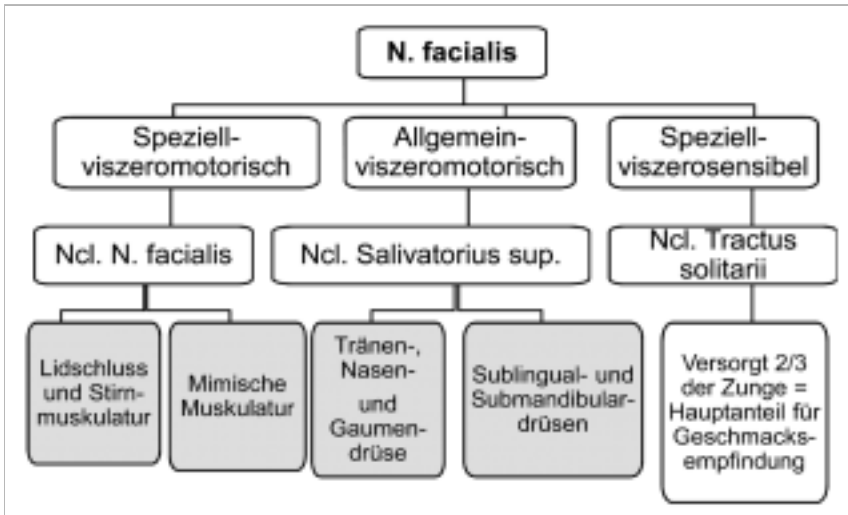 N. facialis
Speziell-
viszeromotorisch
Allgemein-
viszeromotorisch
Speziell-
viszerosensibel
Ncl. N. facialis
Ncl. Salivatorius sup.
Ncl. Tractus
solitarii
Lidschluss
und Stirn-
muskulatur
Mimische
Muskulatur
Tränen-,
Nasen-
und
Gaumen-
drüse
Sublingual- und
Submandibular-
drüsen
Versorgt 2/3
der Zunge =
Hauptanteil für
Geschmacks-
empfindung